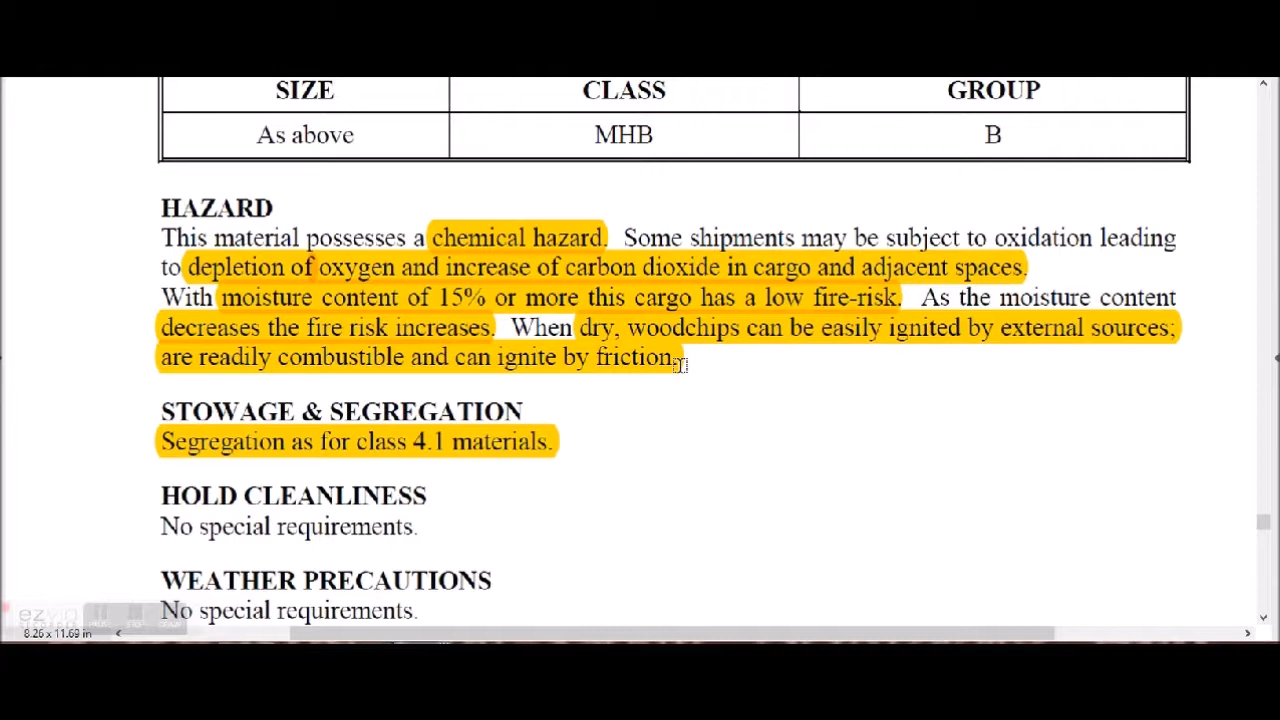 SIZE CLASS GROUP
As above MHB B
HAZARD
This material possesses a chemical hazard. Some shipments may be subject to oxidation leading
to depletion of oxygen and increase of carbon dioxide in cargo and adjacent spaces.
With moisture content of 15% or more this cargo has a low fire-risk. As the moisture content
decreases the fire risk increases. When dry, woodchips can be easily ignited by external sources;
are readily combustible and can ignite by friction.
STOWAGE & SEGREGATION
Segregation as for class 4.1 materials.
HOLD CLEANLINESS
No special requirements.
WEATHER PRECAUTIONS
No special requirements.
8.26 x 11.69 in